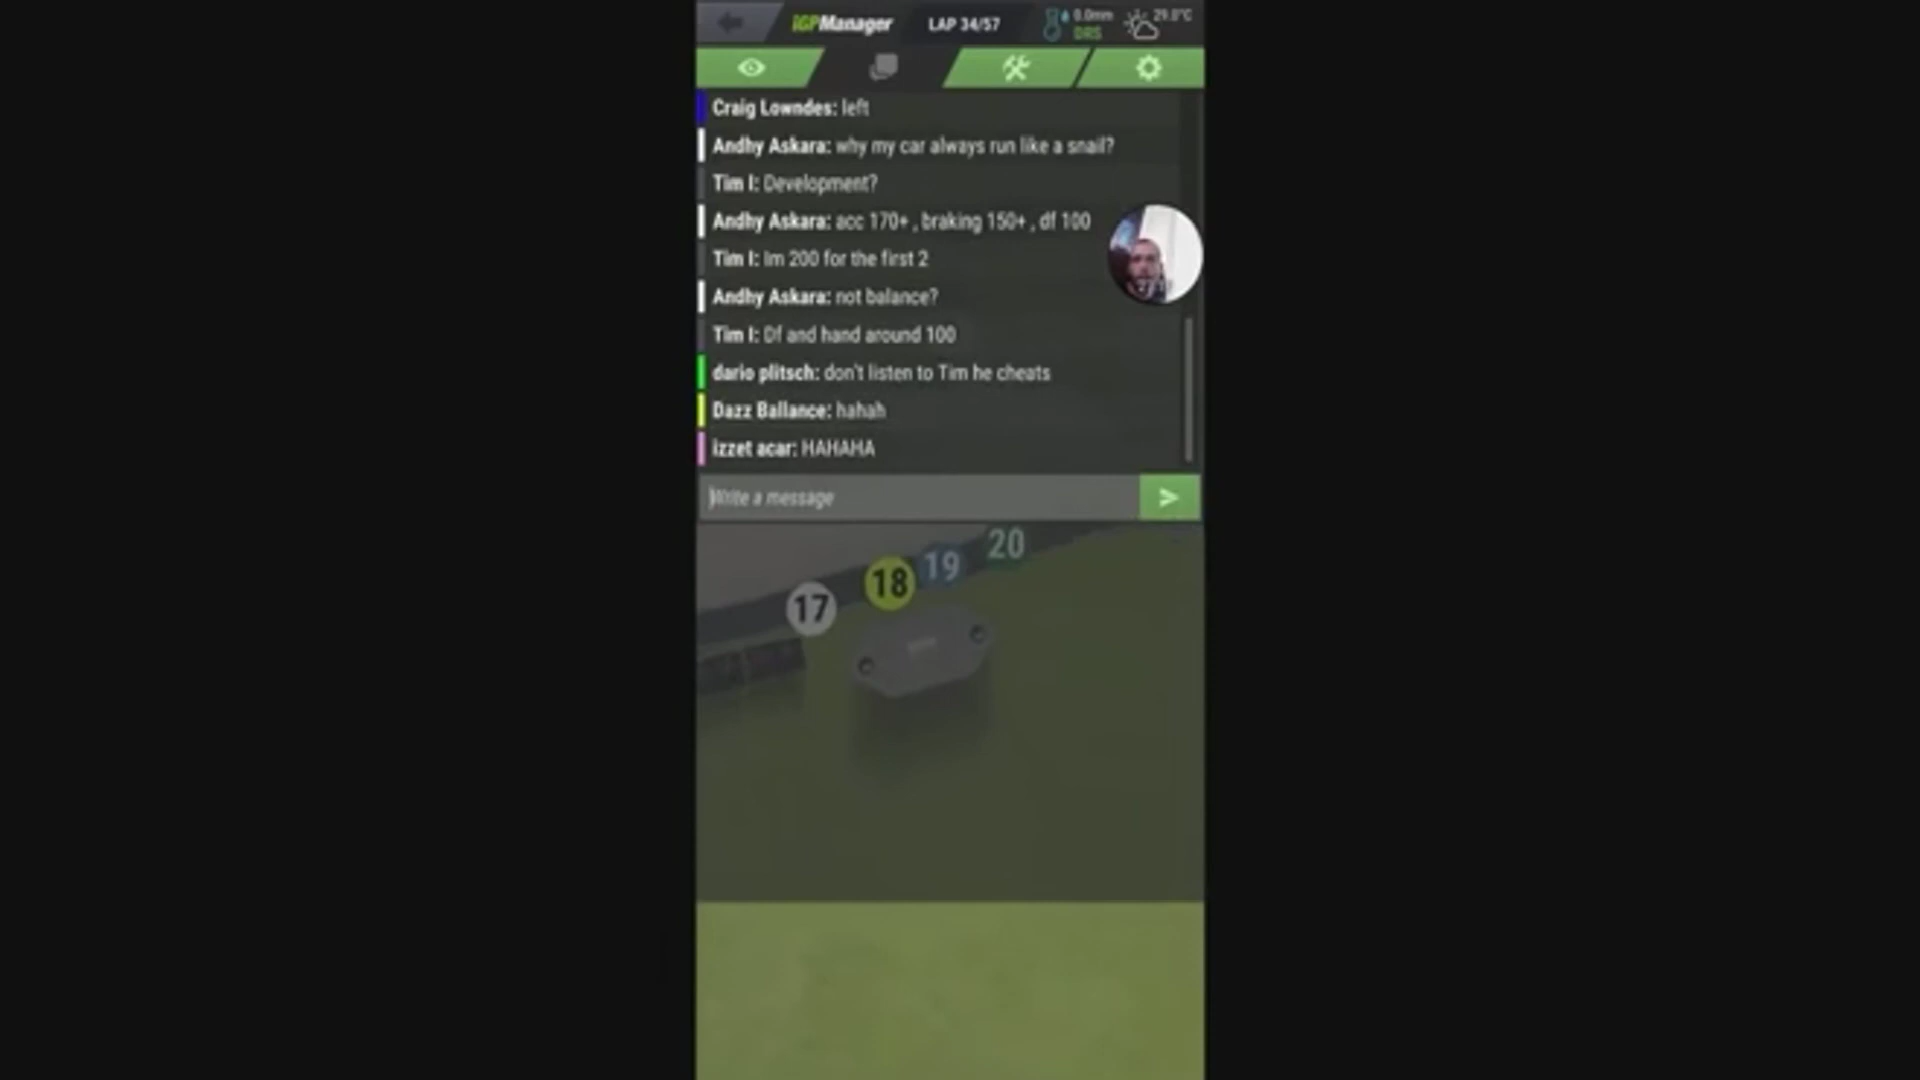 iGPManager
LAP 34/57
0.0mm
DRS
29.0°C
Craig Lowndes: left
Andhy Askara: why my car always run like a snail?
Tim I: Development?
Andhy Askara: acc 170+ , braking 150+ , df 100
Tim I: Im 200 for the first 2
Andhy Askara: not balance?
Tim I: Df and hand around 100
dario plitsch: don't listen to Tim he cheats
Dazz Ballance: hahah
izzet acar: HAHAHA
Write a message
17
18
19
20